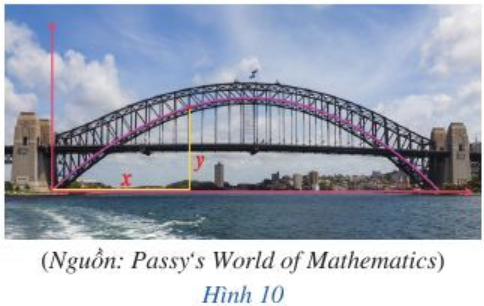 x
y
(Nguồn: Passy‘s World of Mathematics)
Hình 10